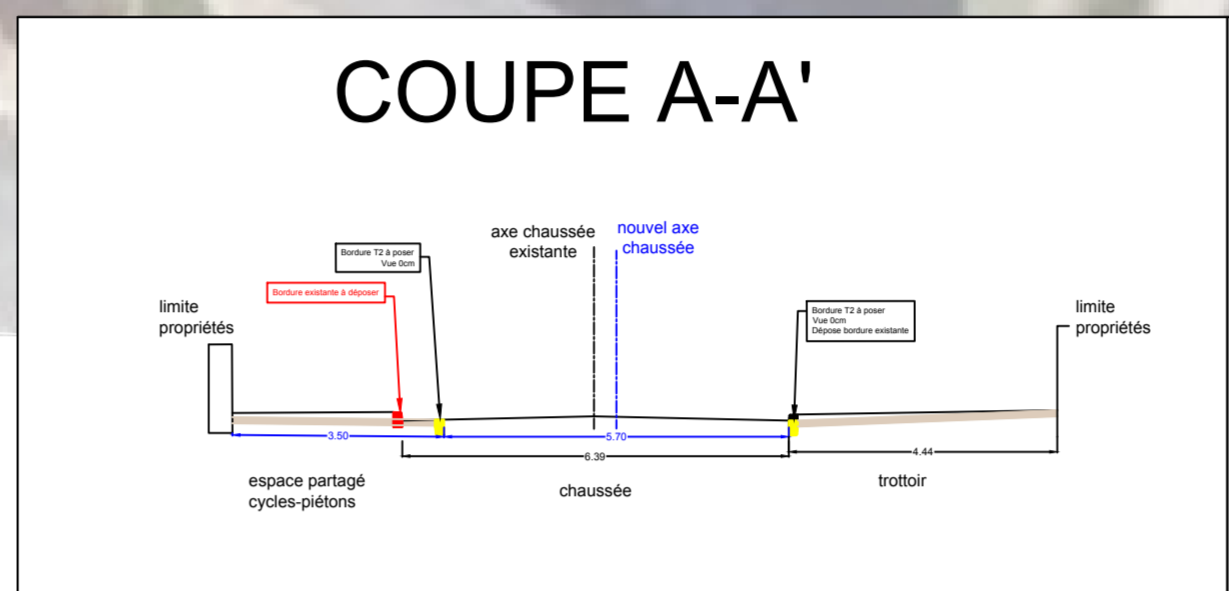 COUPE A-A'
axe chaussée
existante
nouvel axe
chaussée
Bordure T2 à poser
Vue 0cm
Bordure existante à déposer
limite
propriétés
Bordure T2 à poser
Vue 0cm
Dépose bordure existante
limite
propriétés
3.50
5.70
6.39
4.44
espace partagé
cycles-piétons
chaussée
trottoir